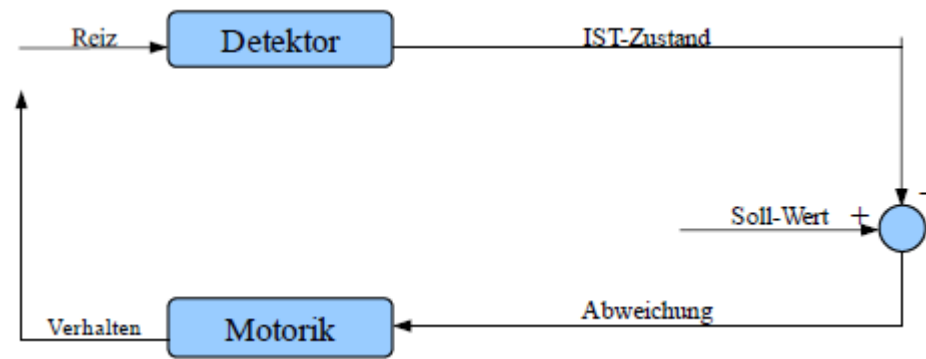 Reiz
Detektor
IST-Zustand
-
Soll-Wert +
Abweichung
Verhalten
Motorik